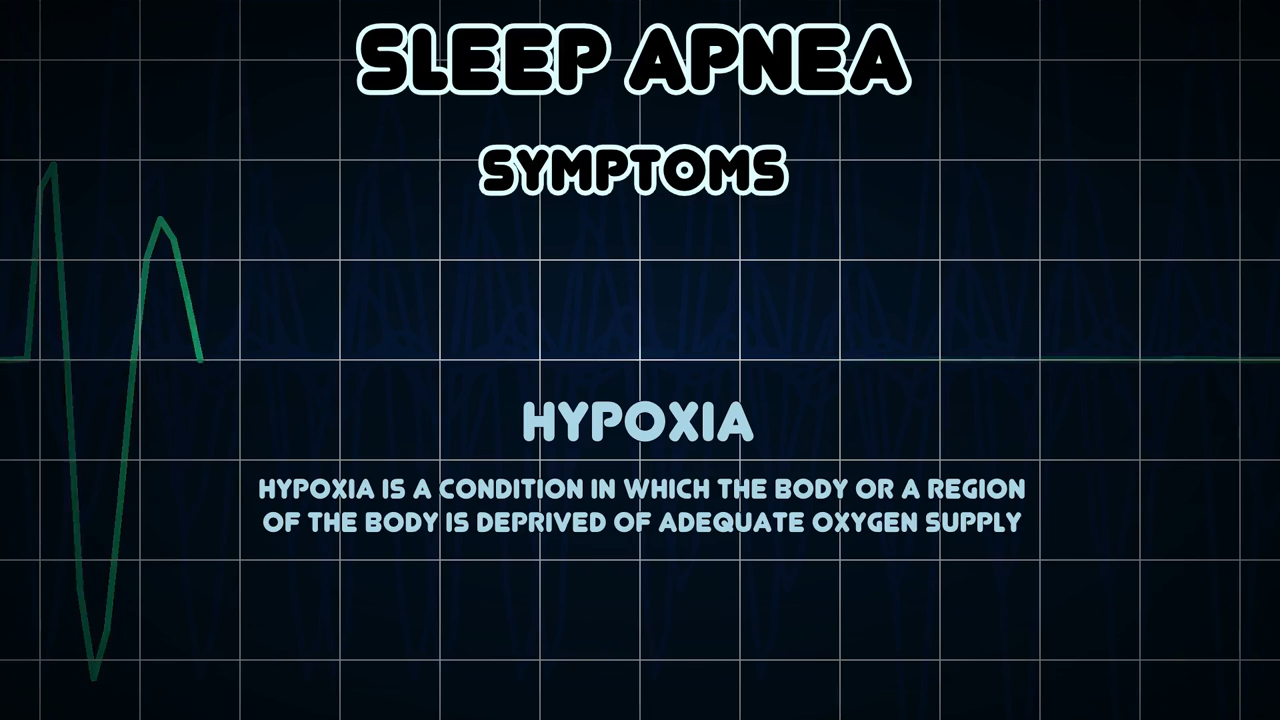 SLEEP APNEA
SYMPTOMS
HYPOXIA
HYPOXIA IS A CONDITION IN WHICH THE BODY OR A REGION
OF THE BODY IS DEPRIVED OF ADEQUATE OXYGEN SUPPLY